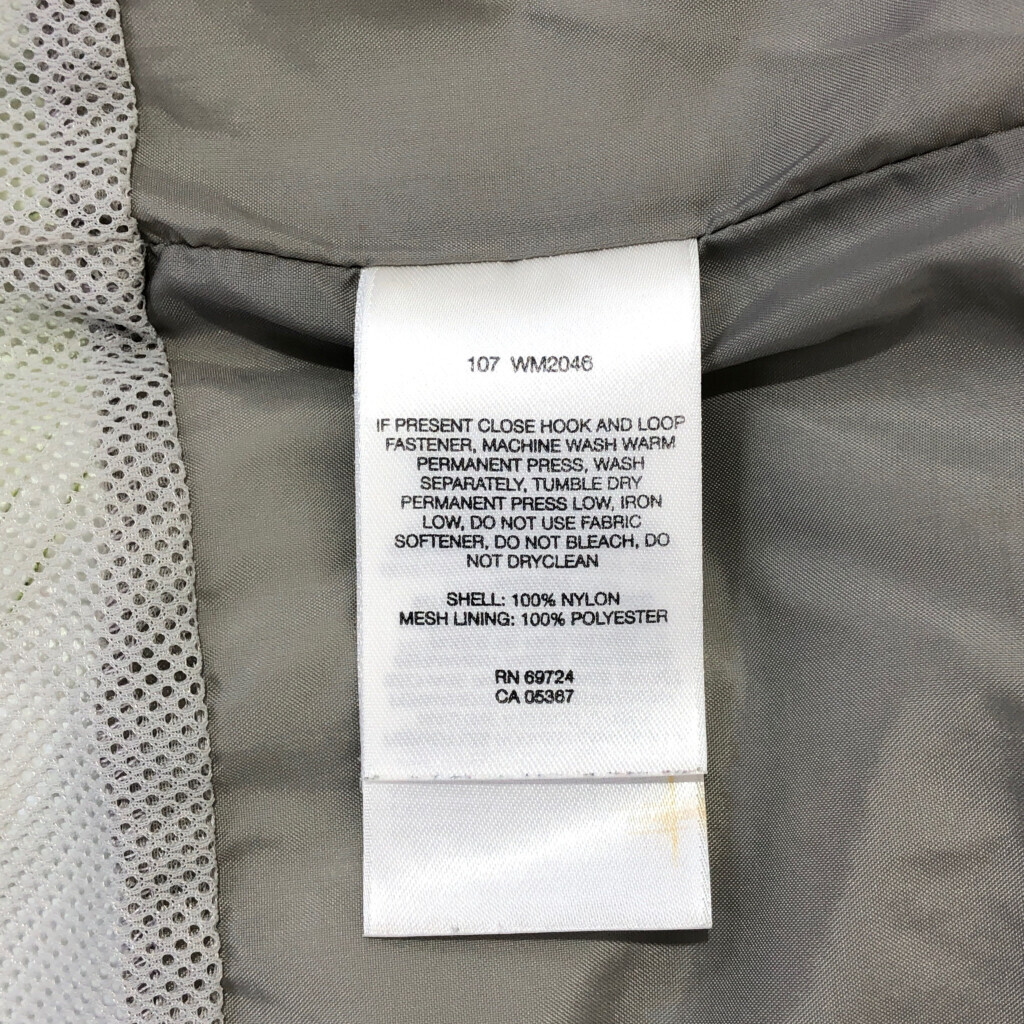 107 WM2046
IF PRESENT CLOSE HOOK AND LOOP
FASTENER, MACHINE WASH WARM
PERMANENT PRESS, WASH
SEPARATELY, TUMBLE DRY
PERMANENT PRESS LOW, IRON
LOW, DO NOT USE FABRIC
SOFTENER, DO NOT BLEACH, DO
NOT DRYCLEAN
SHELL: 100% NYLON
MESH LINING: 100% POLYESTER
RN 69724
CA 05367